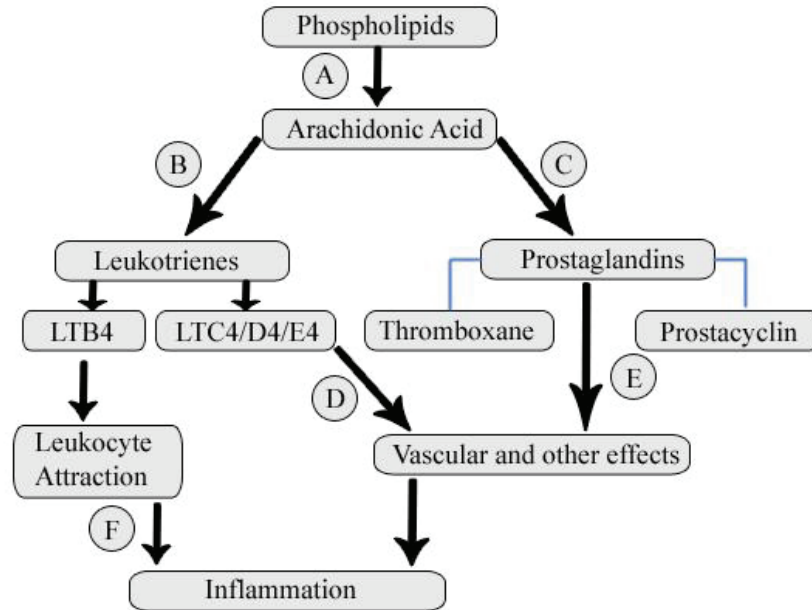 Phospholipids
A
Arachidonic Acid
B
C
Leukotrienes
Prostaglandins
LTB4
LTC4/D4/E4
Thromboxane
Prostacyclin
D
E
Leukocyte
Attraction
Vascular and other effects
F
Inflammation